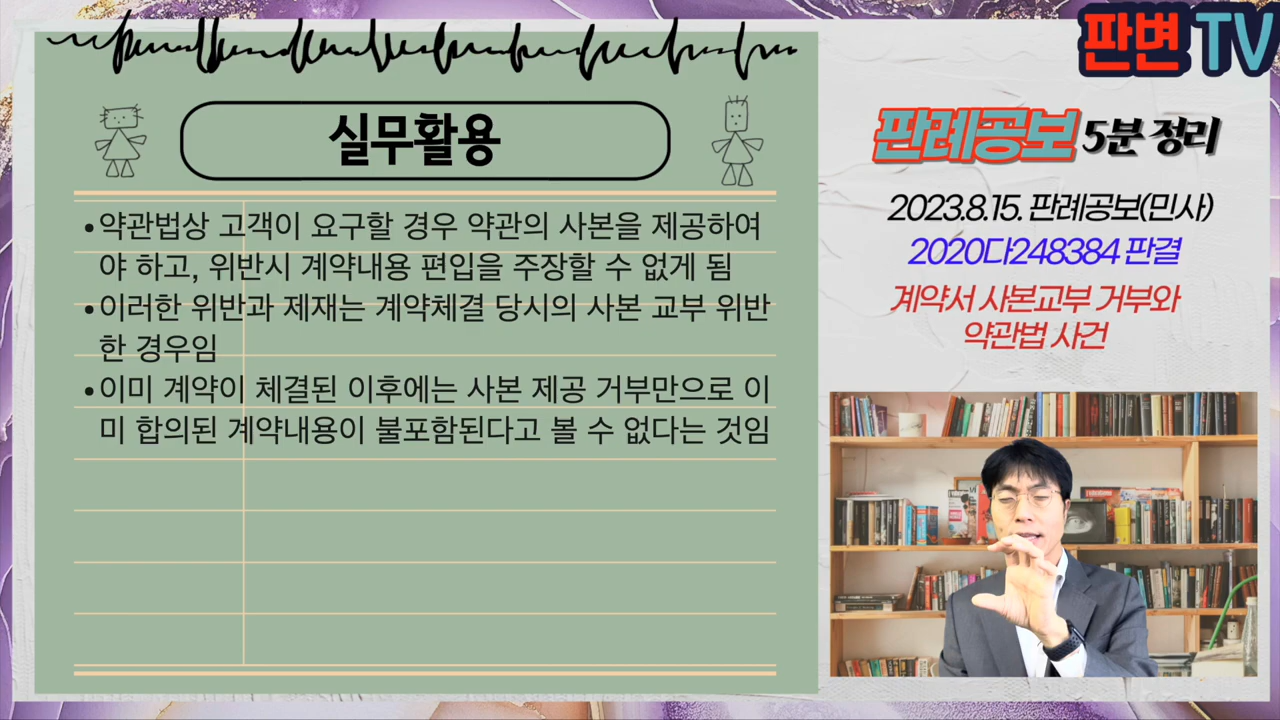 판변 TV
실무활용
•약관법상 고객이 요구할 경우 약관의 사본을 제공하여
야 하고, 위반시 계약내용 편입을 주장할 수 없게 됨
•이러한 위반과 제재는 계약체결 당시의 사본 교부 위반
한 경우임
•이미 계약이 체결된 이후에는 사본 제공 거부만으로 이
미 합의된 계약내용이 불포함된다고 볼 수 없다는 것임
판례공보 5분 정리
2023.8.15. 판례공보(민사)
2020다248384 판결
계약서 사본교부 거부와
약관법 사건